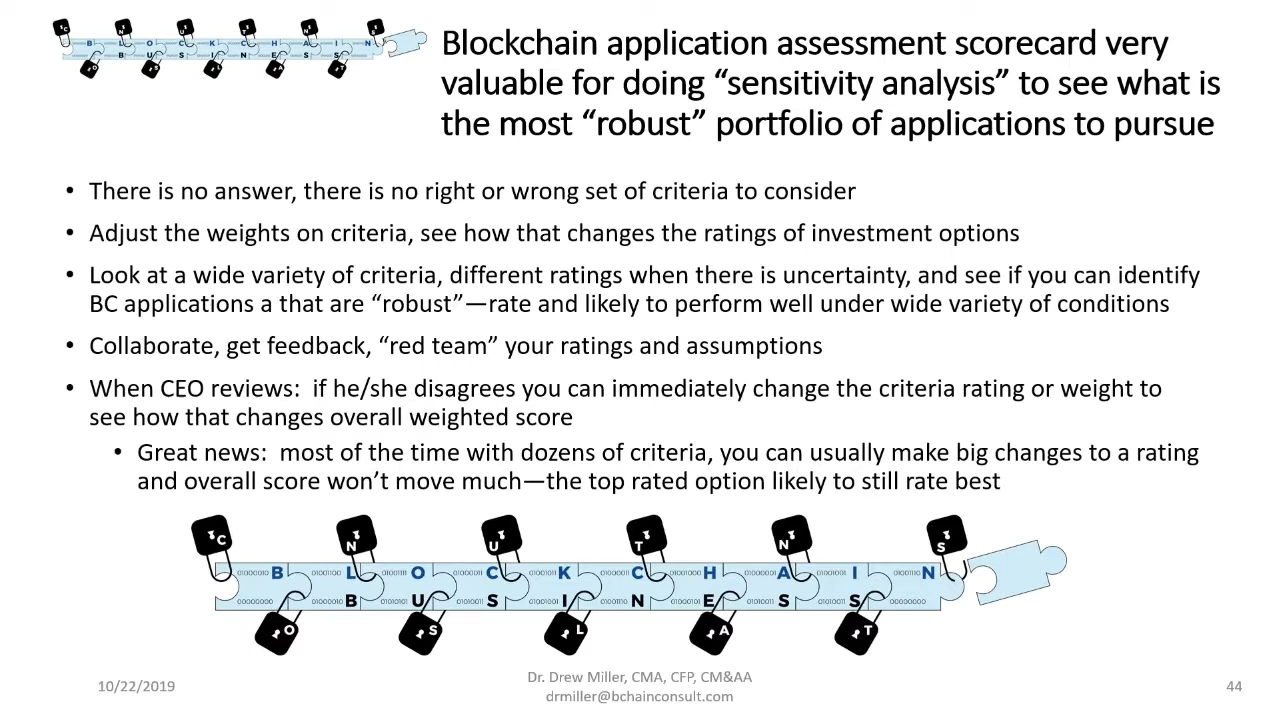 Blockchain application assessment scorecard very
valuable for doing “sensitivity analysis” to see what is
the most “robust” portfolio of applications to pursue
• There is no answer, there is no right or wrong set of criteria to consider
• Adjust the weights on criteria, see how that changes the ratings of investment options
• Look at a wide variety of criteria, different ratings when there is uncertainty, and see if you can identify
BC applications a that are “robust”—rate and likely to perform well under wide variety of conditions
• Collaborate, get feedback, “red team” your ratings and assumptions
• When CEO reviews:  if he/she disagrees you can immediately change the criteria rating or weight to
see how that changes overall weighted score
• Great news:  most of the time with dozens of criteria, you can usually make big changes to a rating
and overall score won’t move much—the top rated option likely to still rate best
C N U T N S
B L O C K C H A I N
B U S I N E S S
O S L A T
10/22/2019
Dr. Drew Miller, CMA, CFP, CM&AA
drmiller@bchainconsult.com
44